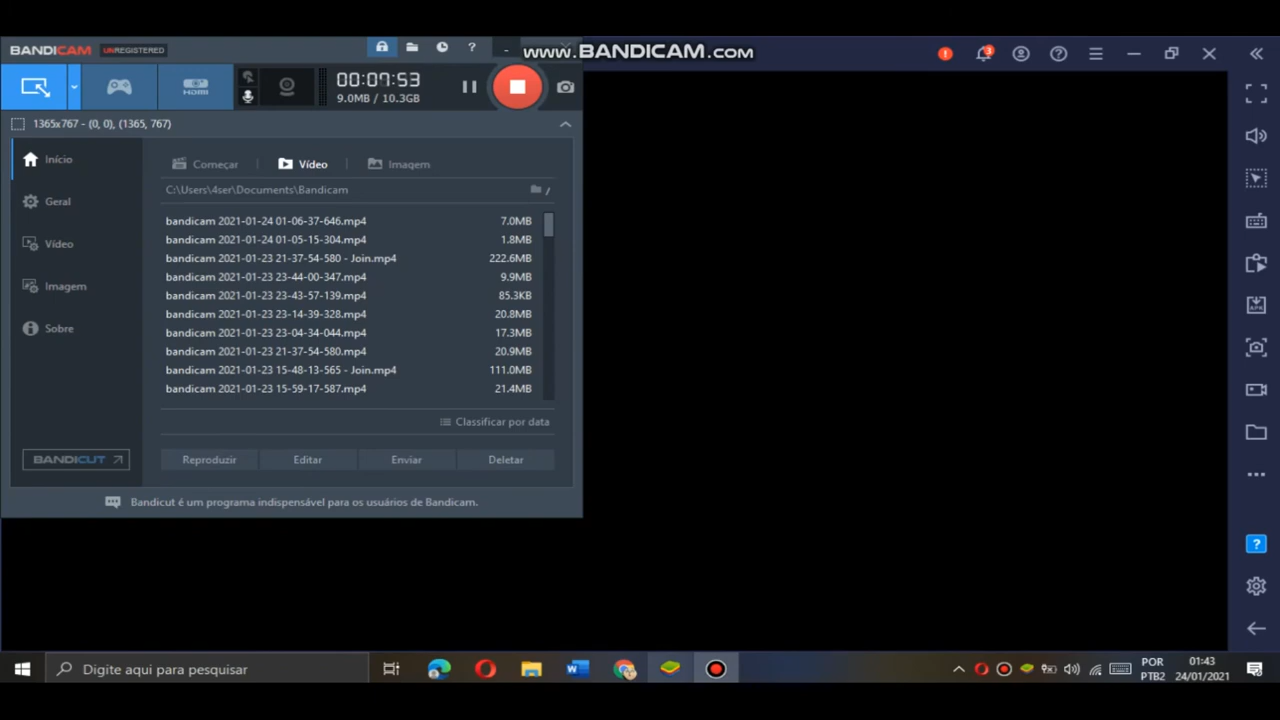 BANDICAM UNREGISTERED
www.BANDICAM.com
3
HDMI
00:07:53
9.0MB / 10.3GB
1365x767 - (0, 0), (1365, 767)
Início
Geral
Vídeo
Imagem
Sobre
BANDICUT
Começar
Vídeo
Imagem
C:\Users\4ser\Documents\Bandicam
bandicam 2021-01-24 01-06-37-646.mp4 7.0MB
bandicam 2021-01-24 01-05-15-304.mp4 1.8MB
bandicam 2021-01-23 21-37-54-580 - Join.mp4 222.6MB
bandicam 2021-01-23 23-44-00-347.mp4 9.9MB
bandicam 2021-01-23 23-43-57-139.mp4 85.3KB
bandicam 2021-01-23 23-14-39-328.mp4 20.8MB
bandicam 2021-01-23 23-04-34-044.mp4 17.3MB
bandicam 2021-01-23 21-37-54-580.mp4 20.9MB
bandicam 2021-01-23 15-48-13-565 - Join.mp4 111.0MB
bandicam 2021-01-23 15-59-17-587.mp4 21.4MB
Classificar por data
Reproduzir Editar Enviar Deletar
Bandicut é um programa indispensável para os usuários de Bandicam.
APK
Digite aqui para pesquisar
POR
PTB2
01:43
24/01/2021